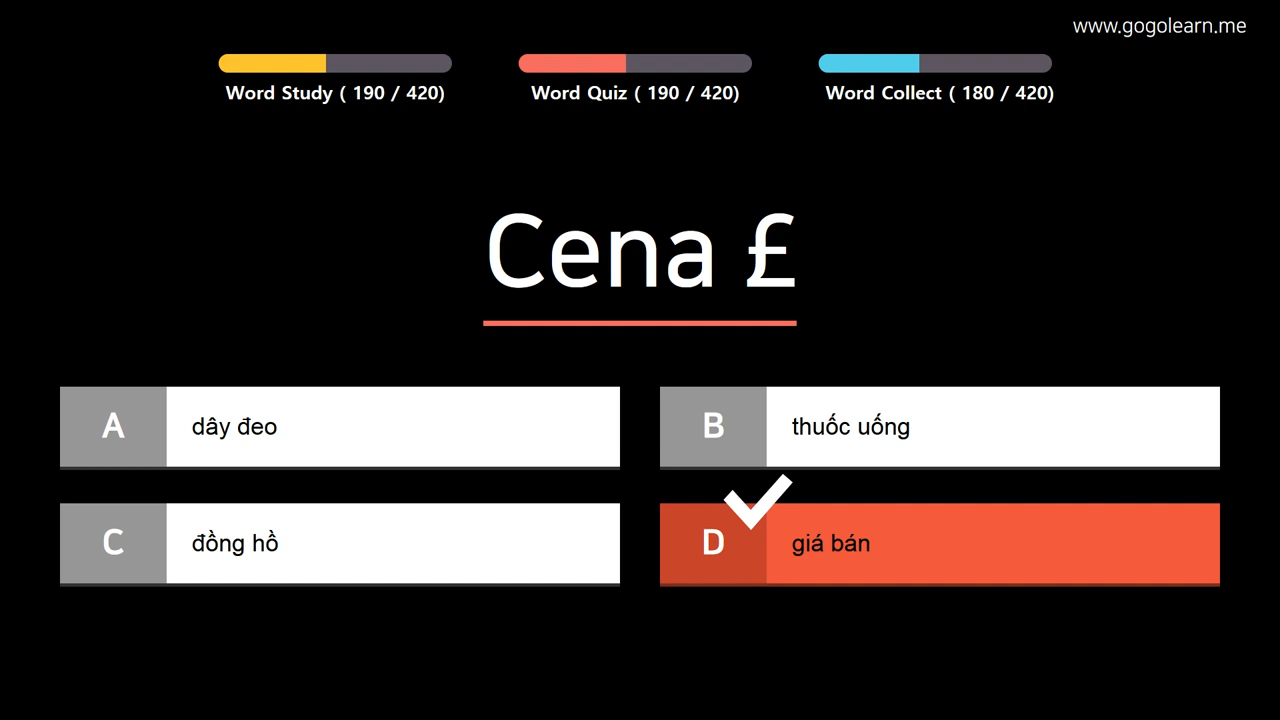 www.gogolearn.me
Word Study ( 190 / 420)
Word Quiz ( 190 / 420)
Word Collect ( 180 / 420)
Cena £
A dây đeo
B thuốc uống
C đồng hồ
D giá bán